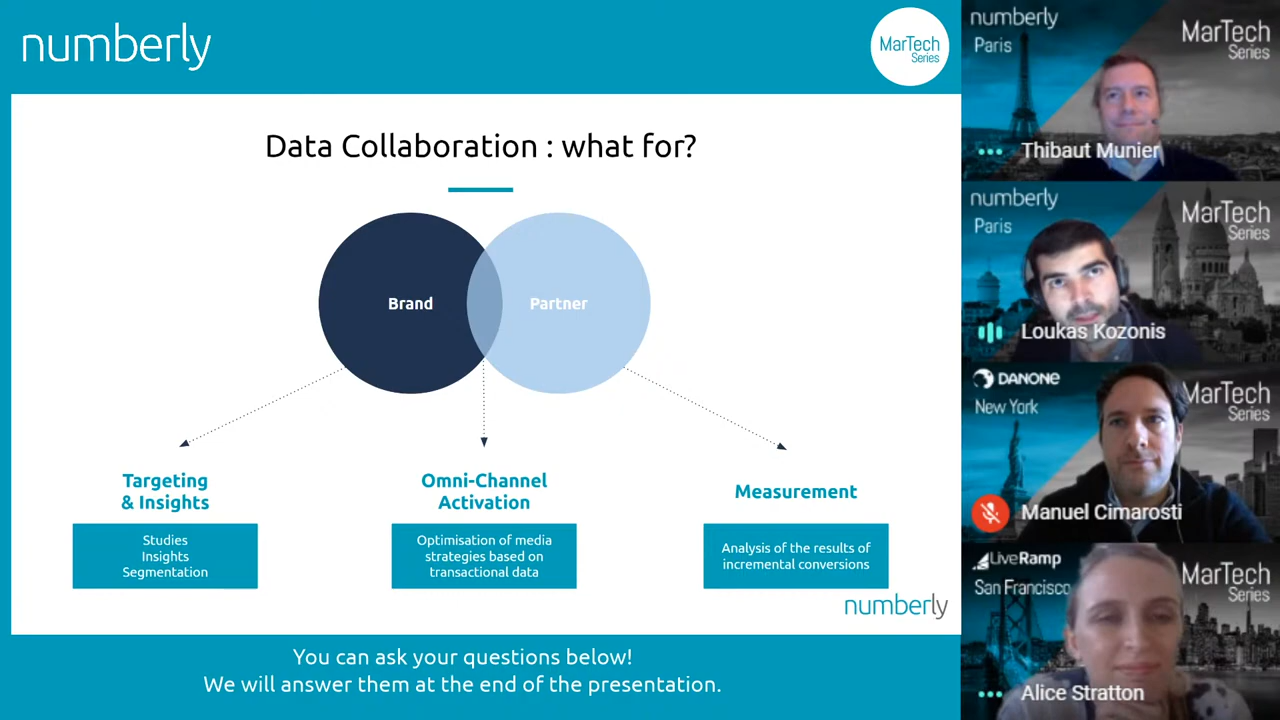 numberly
MarTech
Series
Data Collaboration : what for?
Brand
Partner
Targeting
& Insights
Studies
Insights
Segmentation
Omni-Channel
Activation
Optimisation of media
strategies based on
transactional data
Measurement
Analysis of the results of
incremental conversions
numberly
You can ask your questions below!
We will answer them at the end of the presentation.
numberly
Paris
MarTech
Series
Thibaut Munier
numberly
Paris
MarTech
Series
Loukas Kozonis
DANONE
New York
MarTech
Series
Manuel Cimarosti
LiveRamp
San Francisco
MarTech
Series
Alice Stratton